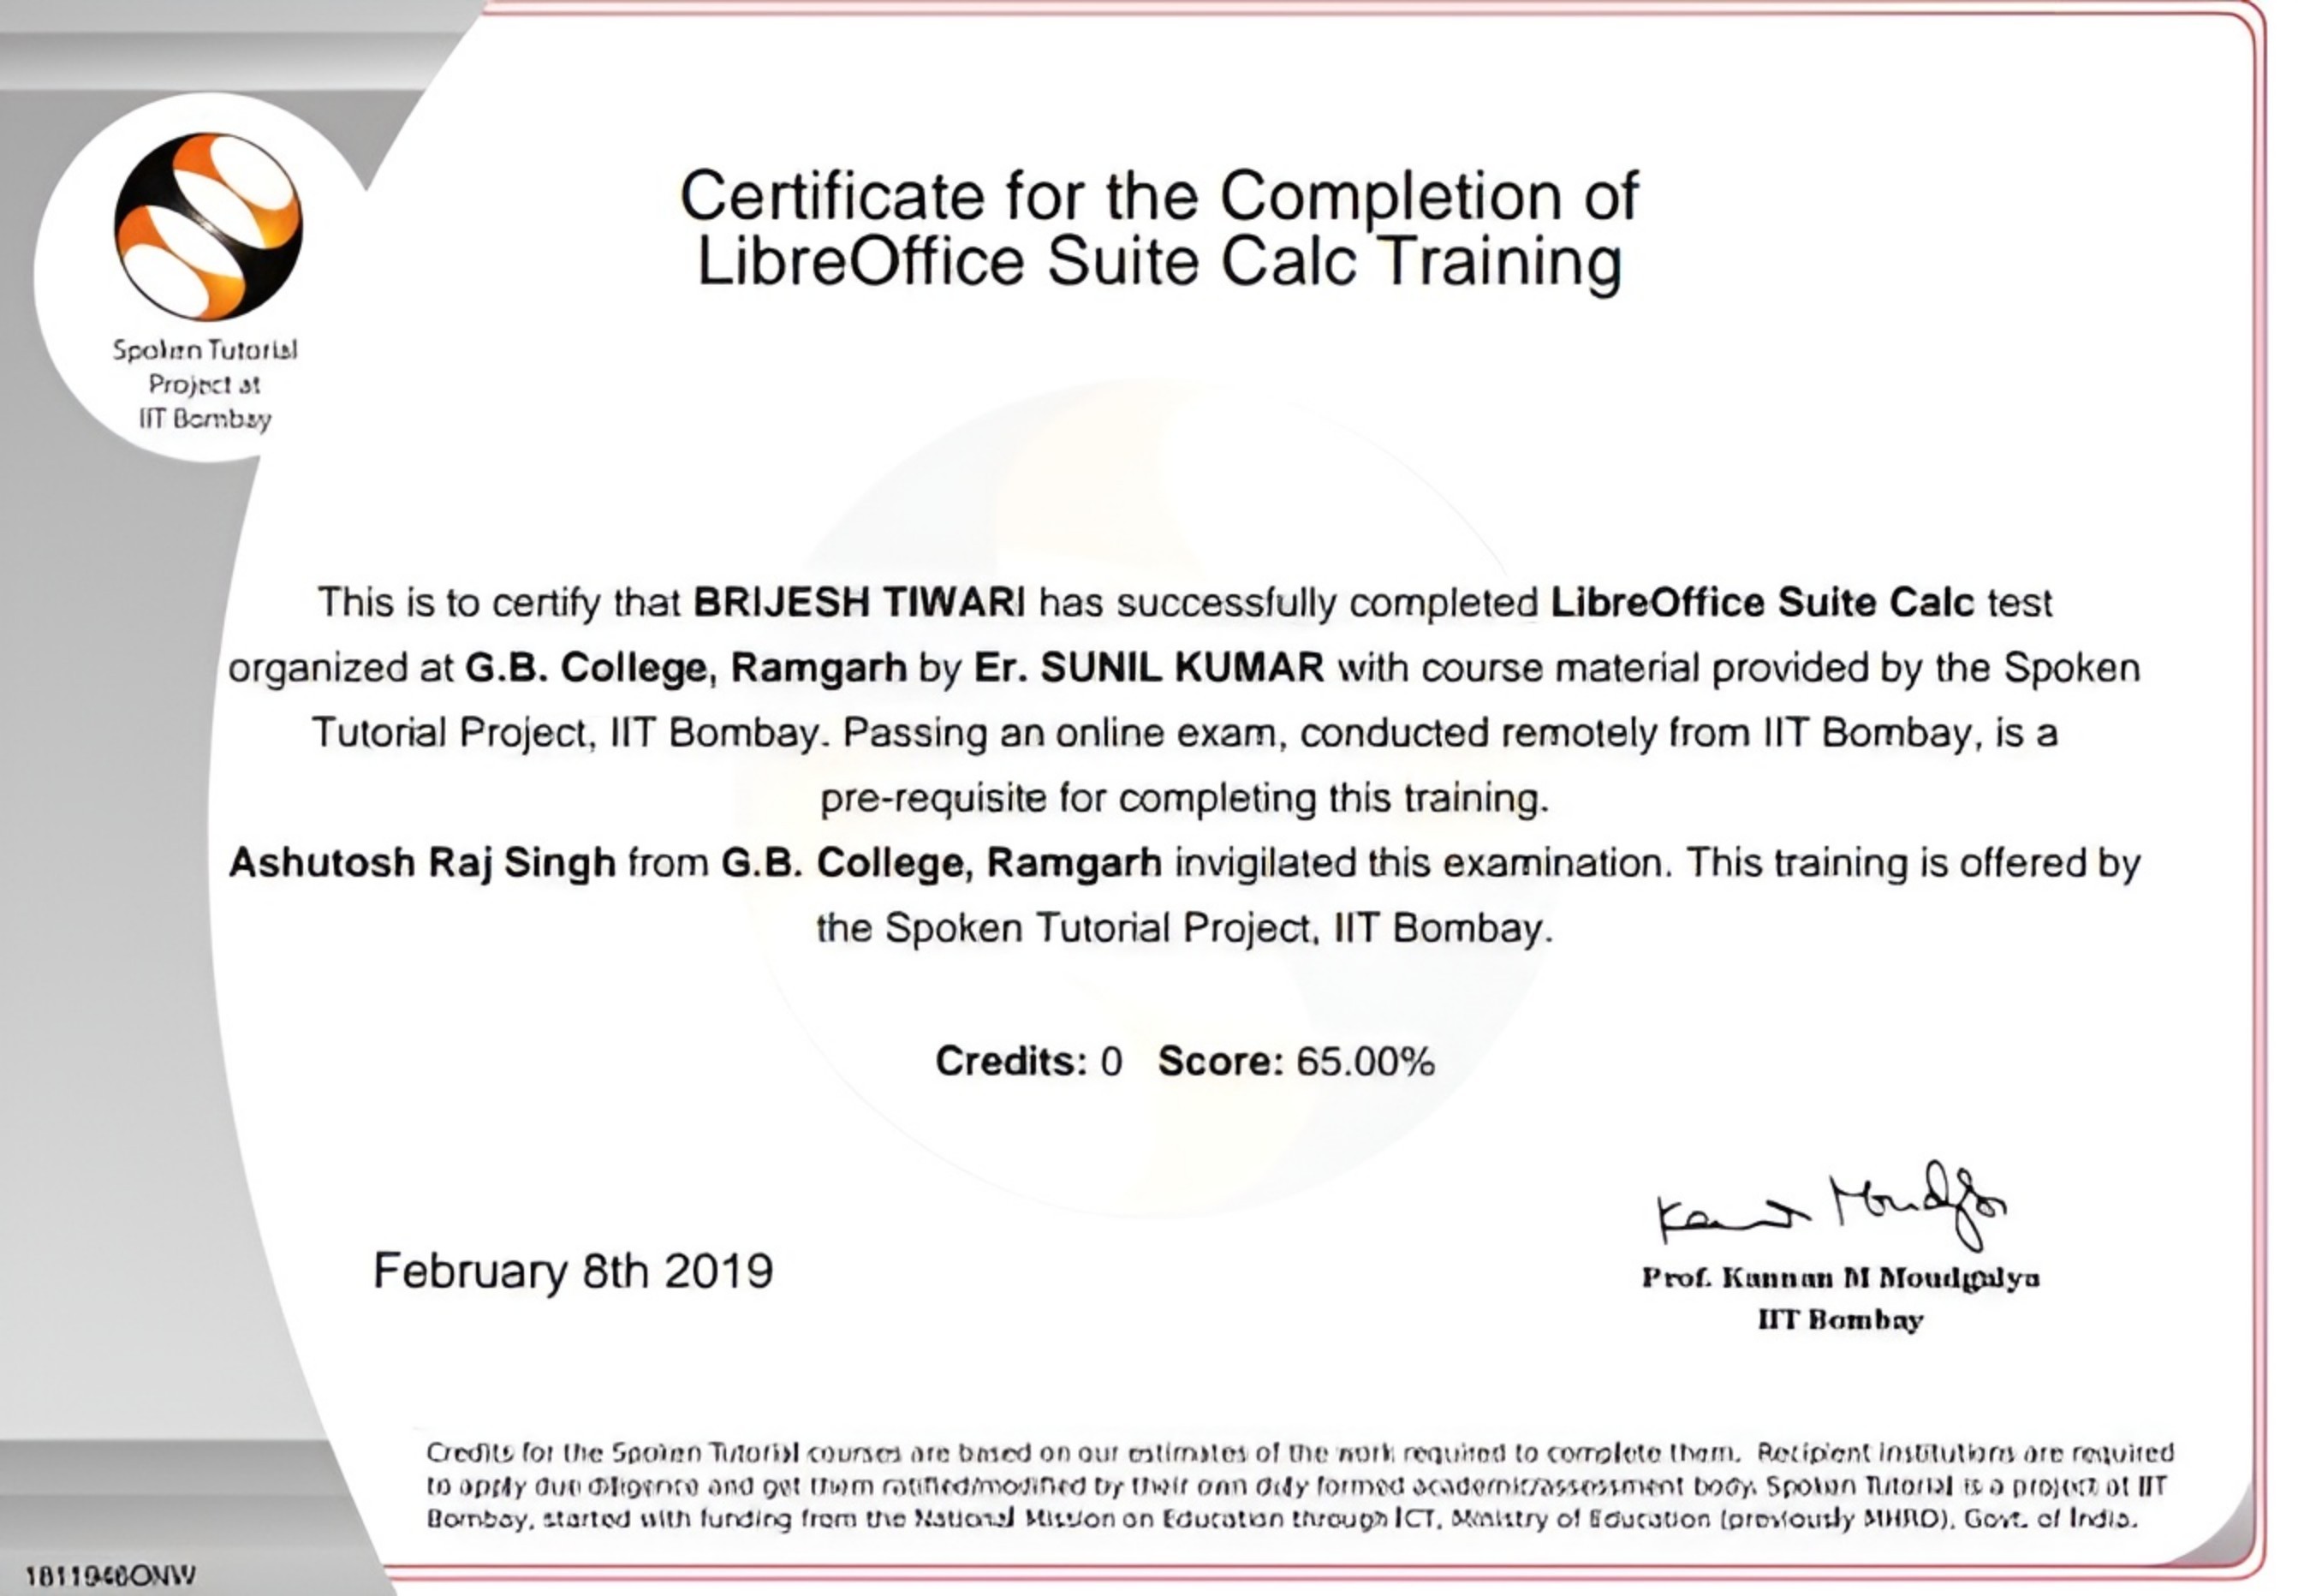 Spoken Tutorial
Project at
IIT Bombay
Certificate for the Completion of
LibreOffice Suite Calc Training
This is to certify that BRIJESH TIWARI has successfully completed LibreOffice Suite Calc test
organized at G.B. College, Ramgarh by Er. SUNIL KUMAR with course material provided by the Spoken
Tutorial Project, IIT Bombay. Passing an online exam, conducted remotely from IIT Bombay, is a
pre-requisite for completing this training.
Ashutosh Raj Singh from G.B. College, Ramgarh invigilated this examination. This training is offered by
the Spoken Tutorial Project, IIT Bombay.
Credits: 0 Score: 65.00%
February 8th 2019
Prof. Kannan M Moudgalya
IIT Bombay
Credits for the Spoken Tutorial courses are based on our estimates of the work required to complete them. Recipient institutions are required
to apply due diligence and get them ratified/modified by their own duly formed academic/assessment body. Spoken Tutorial is a project at IIT
Bombay, started with funding from the National Mission on Education through ICT, Ministry of Education (previously MHRD), Govt. of India.